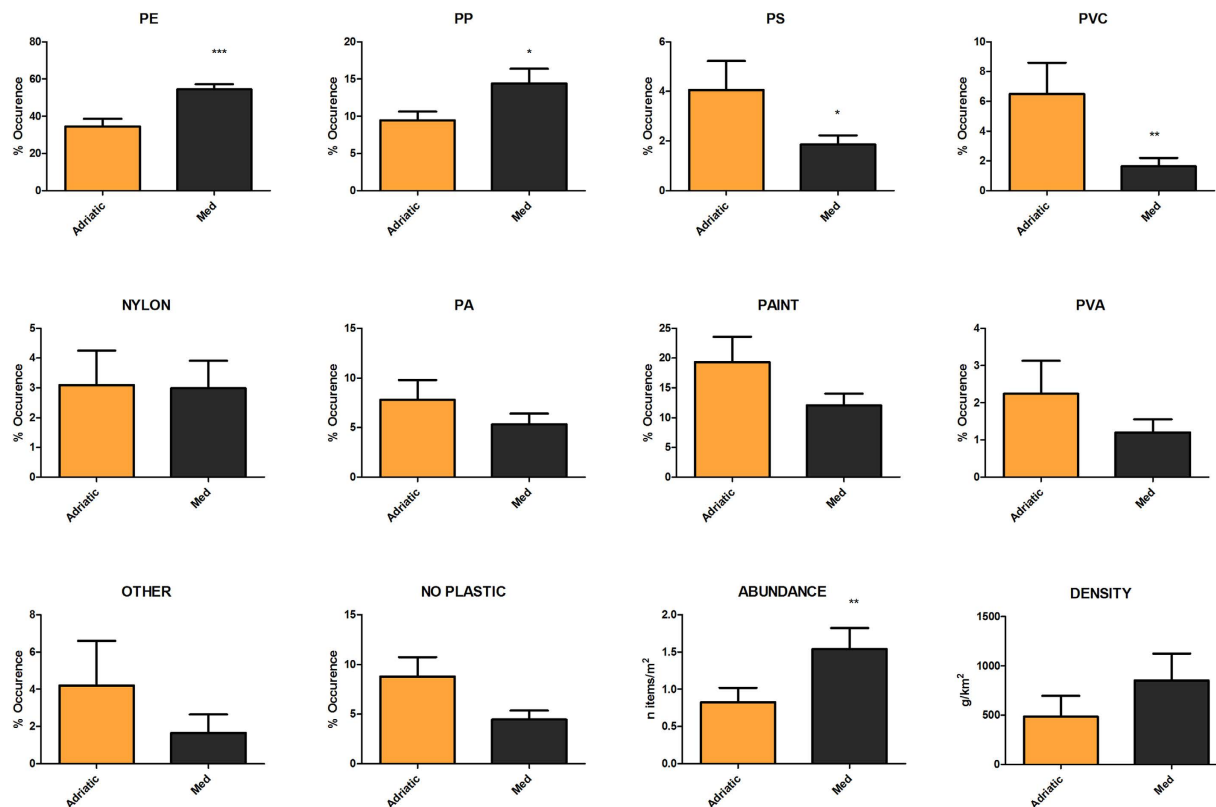 PE
80
60
40
20
0
% Occurence
***
Adriatic
Med
PP
20
15
10
5
0
% Occurence
*
Adriatic
Med
PS
6
4
2
0
% Occurence
*
Adriatic
Med
PVC
10
8
6
4
2
0
% Occurence
**
Adriatic
Med
NYLON
5
4
3
2
1
0
% Occurence
Adriatic
Med
PA
15
10
5
0
% Occurence
Adriatic
Med
PAINT
25
20
15
10
5
0
% Occurence
Adriatic
Med
PVA
4
3
2
1
0
% Occurence
Adriatic
Med
OTHER
8
6
4
2
0
% Occurence
Adriatic
Med
NO PLASTIC
15
10
5
0
% Occurence
Adriatic
Med
ABUNDANCE
2.0
1.5
1.0
0.5
0.0
n items/m²
**
Adriatic
Med
DENSITY
1500
1000
500
0
g/km²
Adriatic
Med